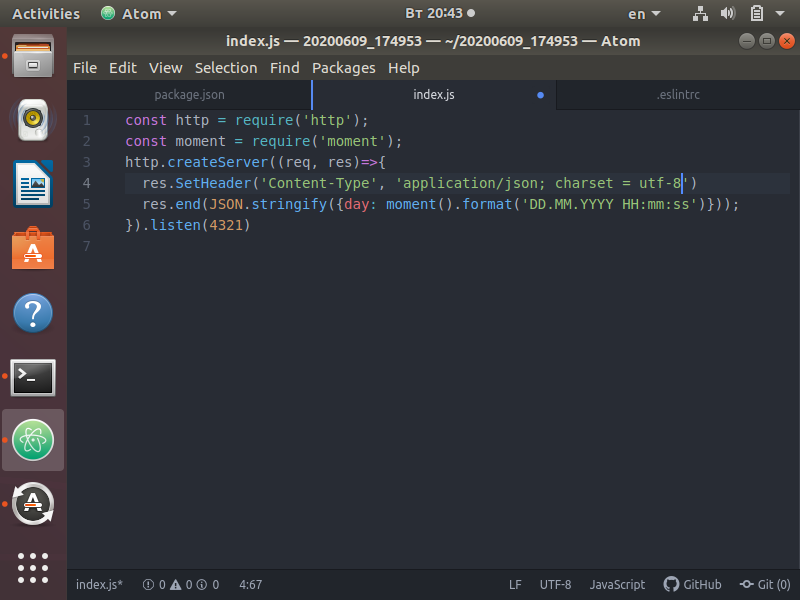 Activities Atom Вт 20:43 en
index.js — 20200609_174953 — ~/20200609_174953 — Atom
File Edit View Selection Find Packages Help
package.json index.js .eslintrc
1 const http = require('http');
2 const moment = require('moment');
3 http.createServer((req, res)=>{
4 res.SetHeader('Content-Type', 'application/json; charset = utf-8')
5 res.end(JSON.stringify({day: moment().format('DD.MM.YYYY HH:mm:ss')}));
6 }).listen(4321)
7
index.js* 0 0 0 4:67 LF UTF-8 JavaScript GitHub Git (0)